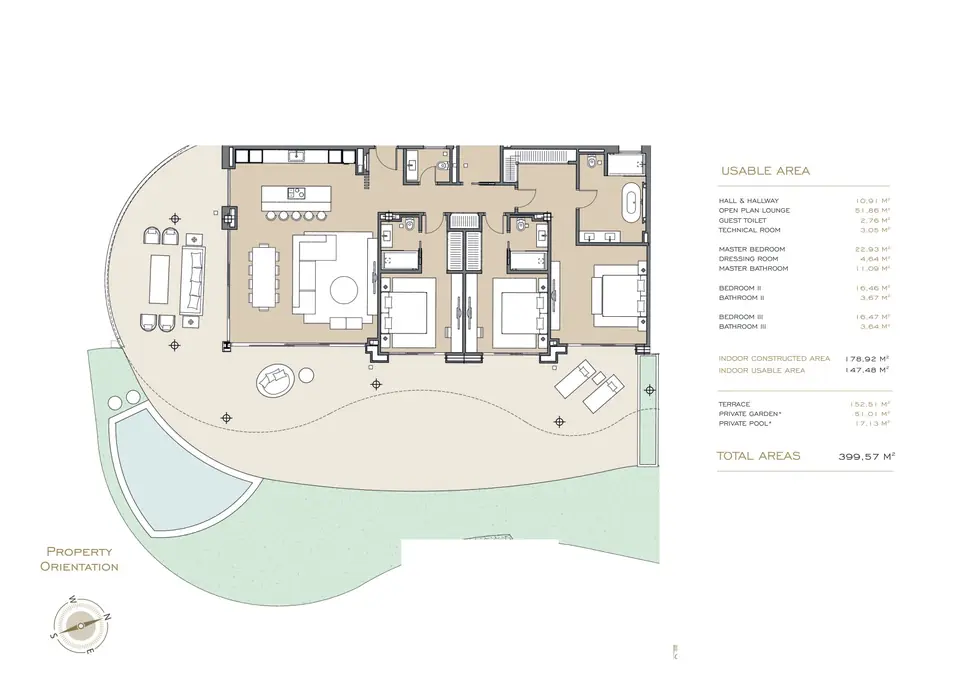 USABLE AREA
HALL & HALLWAY 10,91 M²
OPEN PLAN LOUNGE 51,86 M²
GUEST TOILET 2,76 M²
TECHNICAL ROOM 3,05 M²
MASTER BEDROOM 22,93 M²
DRESSING ROOM 4,64 M²
MASTER BATHROOM 11,09 M²
BEDROOM II 16,46 M²
BATHROOM II 3,67 M²
BEDROOM III 16,47 M²
BATHROOM III 3,64 M²
INDOOR CONSTRUCTED AREA 178,92 M²
INDOOR USABLE AREA 147,48 M²
TERRACE 152,51 M²
PRIVATE GARDEN* 51,01 M²
PRIVATE POOL* 17,13 M²
TOTAL AREAS 399,57 M²
PROPERTY
ORIENTATION
W
N
S
E